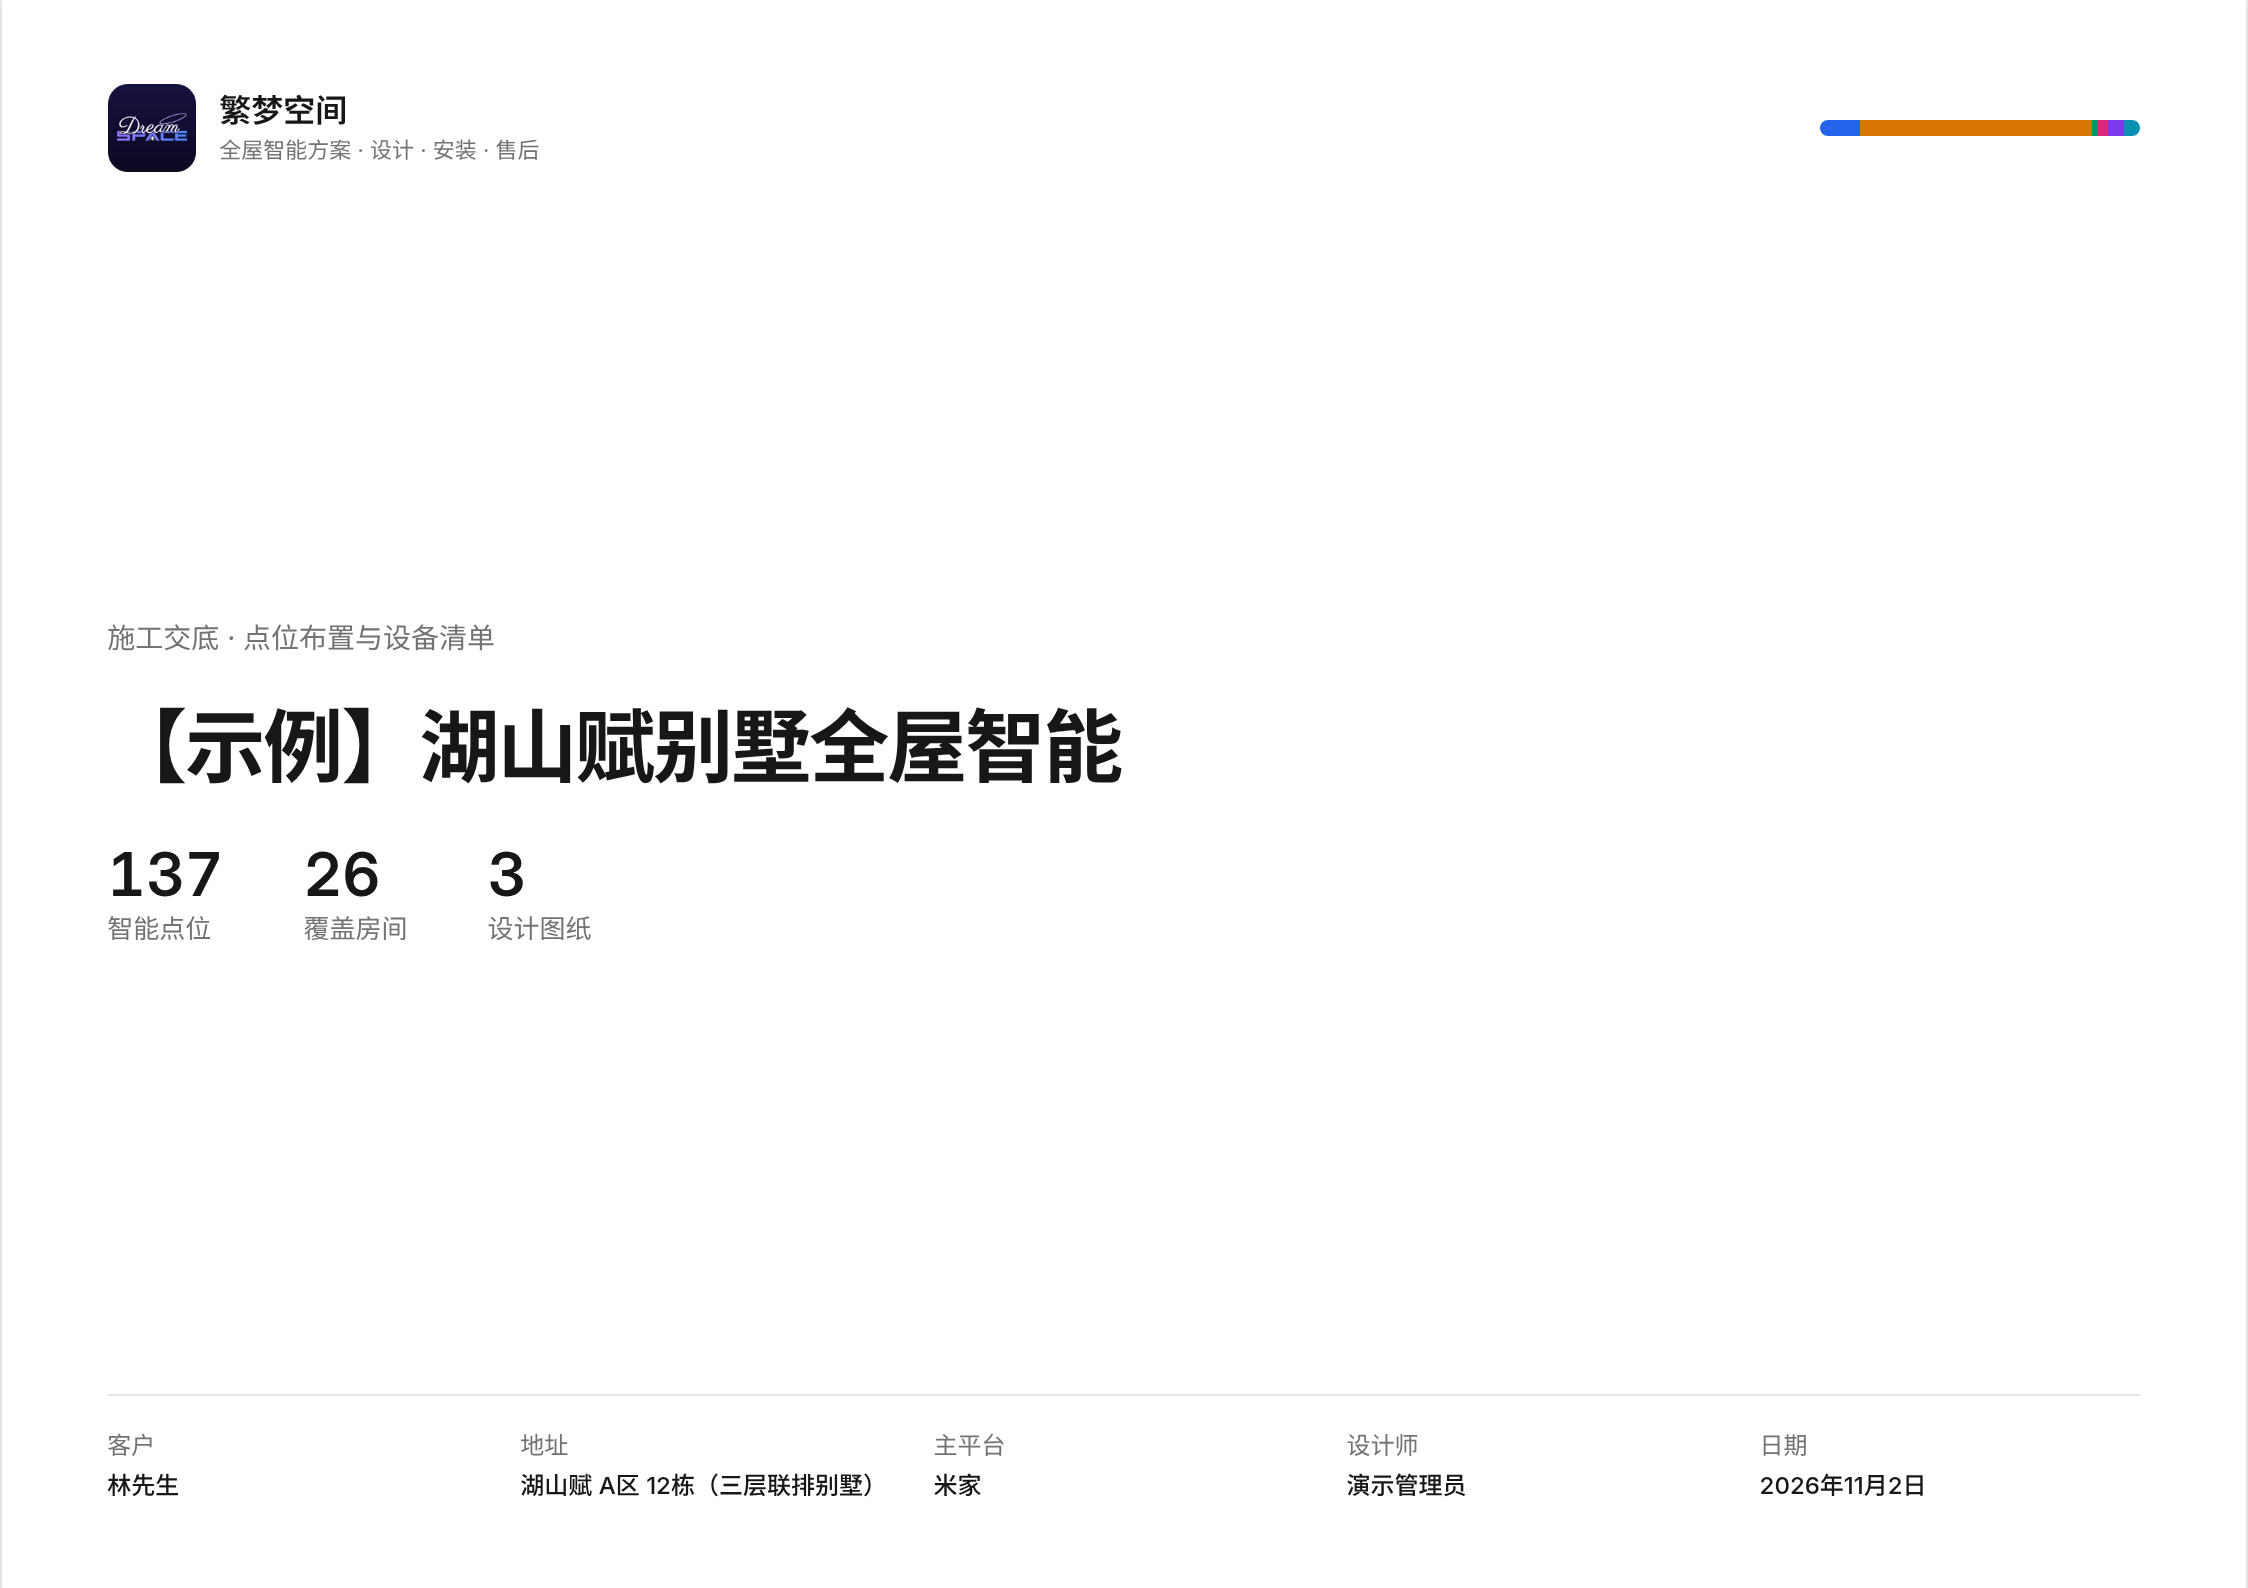 Dream
SPACE
繁梦空间
全屋智能方案 · 设计 · 安装 · 售后
施工交底 · 点位布置与设备清单
【示例】湖山赋别墅全屋智能
137 26 3
智能点位 覆盖房间 设计图纸
客户 地址 主平台 设计师 日期
林先生 湖山赋 A区 12栋（三层联排别墅） 米家 演示管理员 2026年11月2日